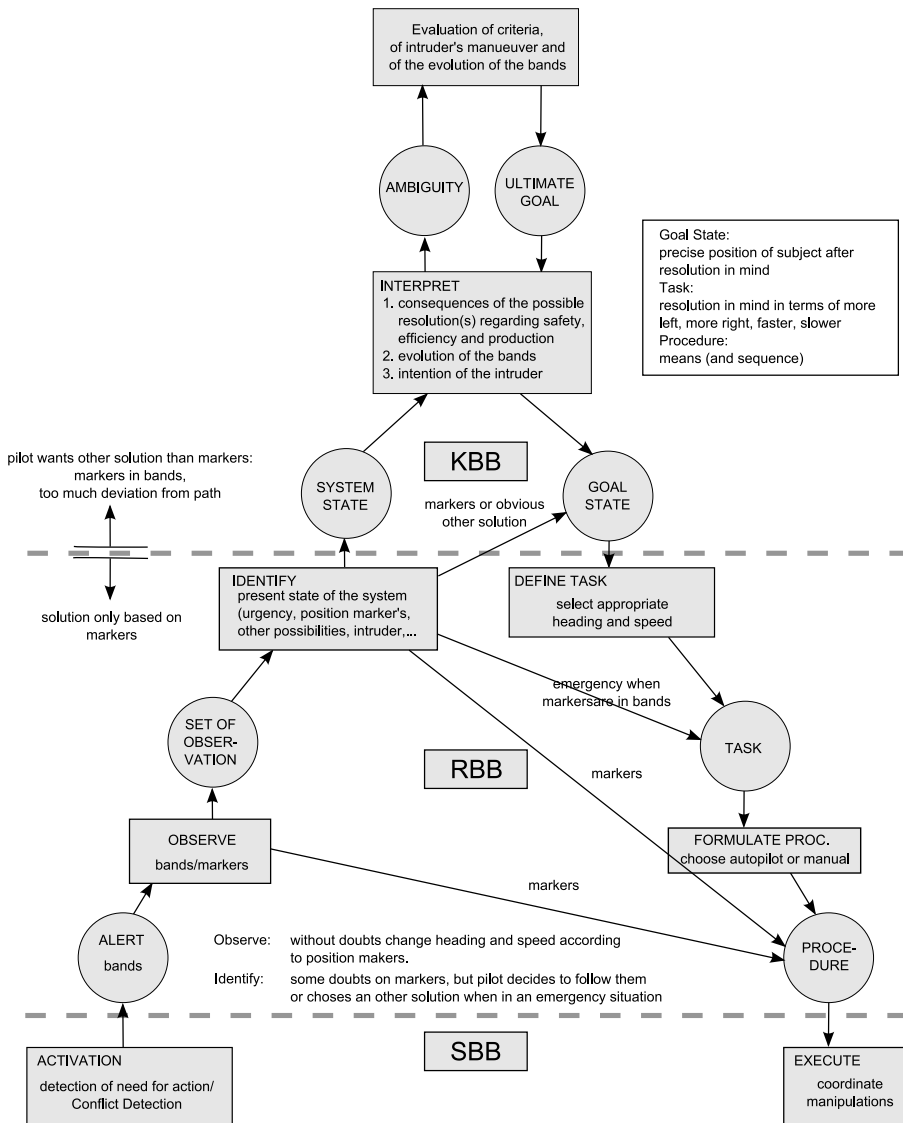 Evaluation of criteria,
of intruder's manueuver and
of the evolution of the bands
AMBIGUITY
ULTIMATE
GOAL
Goal State:
precise position of subject after
resolution in mind
Task:
resolution in mind in terms of more
left, more right, faster, slower
Procedure:
means (and sequence)
INTERPRET
1. consequences of the possible
resolution(s) regarding safety,
efficiency and production
2. evolution of the bands
3. intention of the intruder
KBB
pilot wants other solution than markers:
markers in bands,
too much deviation from path
SYSTEM
STATE
GOAL
STATE
markers or obvious
other solution
solution only based on
markers
IDENTIFY
present state of the system
(urgency, position marker's,
other possibilities, intruder,...
DEFINE TASK
select appropriate
heading and speed
emergency when
markersare in bands
SET OF
OBSER-
VATION
TASK
RBB
markers
OBSERVE
bands/markers
FORMULATE PROC.
choose autopilot or manual
markers
ALERT
bands
Observe: without doubts change heading and speed according
to position makers.
Identify: some doubts on markers, but pilot decides to follow them
or choses an other solution when in an emergency situation
PROCE-
DURE
SBB
ACTIVATION
detection of need for action/
Conflict Detection
EXECUTE
coordinate
manipulations